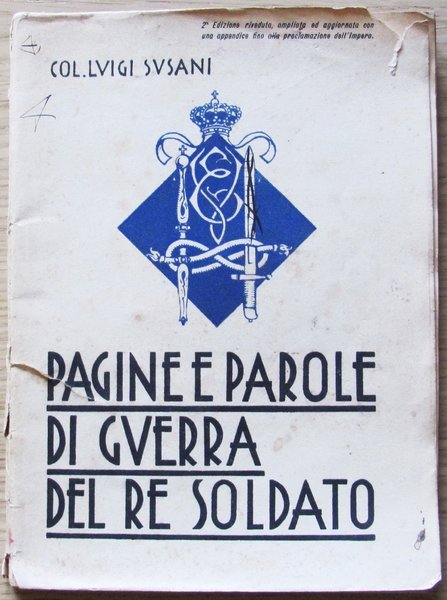 2ª Edizione riveduta, ampliata ed aggiornata con
una appendice fino alla proclamazione dell'Impero.
COL. LVIGI SVSANI
PAGINE E PAROLE
DI GVERRA
DEL RE SOLDATO